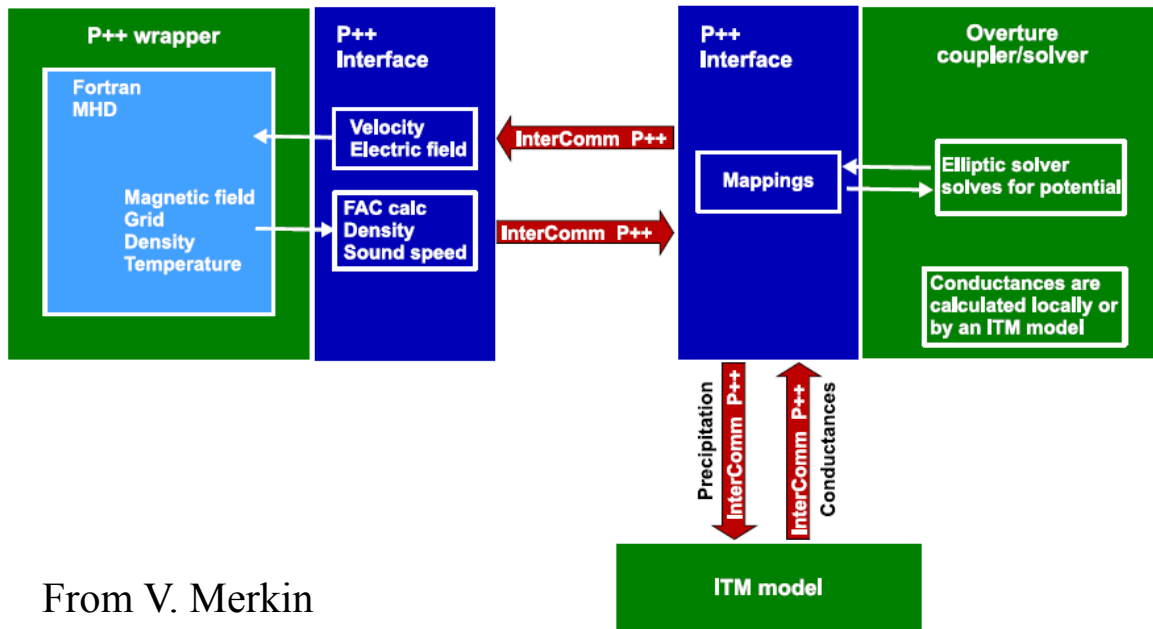 P++ wrapper
Fortran
MHD
Magnetic field
Grid
Density
Temperature
P++
Interface
Velocity
Electric field
FAC calc
Density
Sound speed
InterComm P++
InterComm P++
P++
Interface
Mappings
Overture
coupler/solver
Elliptic solver
solves for potential
Conductances are
calculated locally or
by an ITM model
Precipitation
InterComm P++
InterComm P++
Conductances
ITM model
From V. Merkin